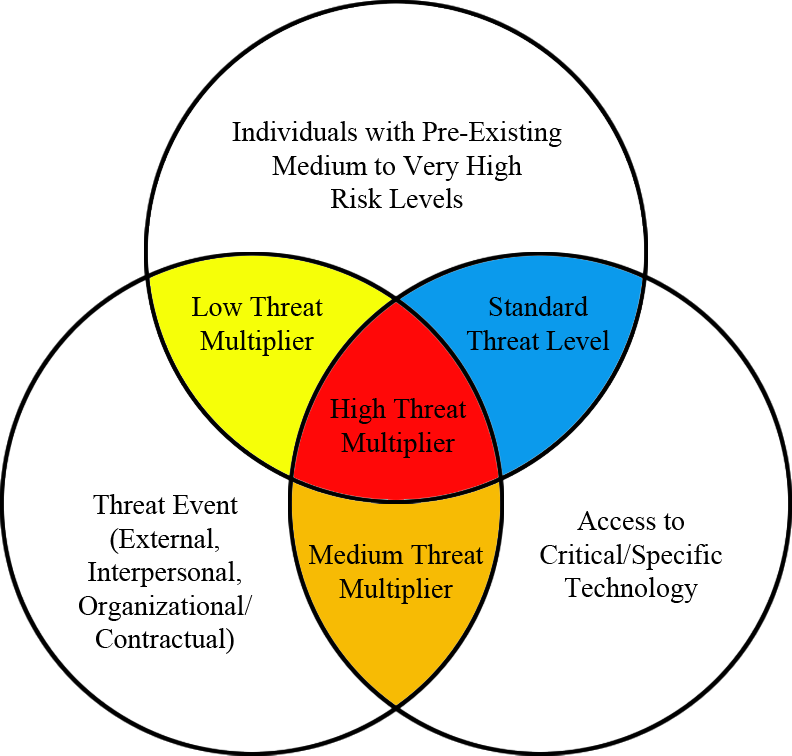 Individuals with Pre-Existing
Medium to Very High
Risk Levels
Low Threat
Multiplier
Standard
Threat Level
High Threat
Multiplier
Threat Event
(External,
Interpersonal,
Organizational/
Contractual)
Medium Threat
Multiplier
Access to
Critical/Specific
Technology